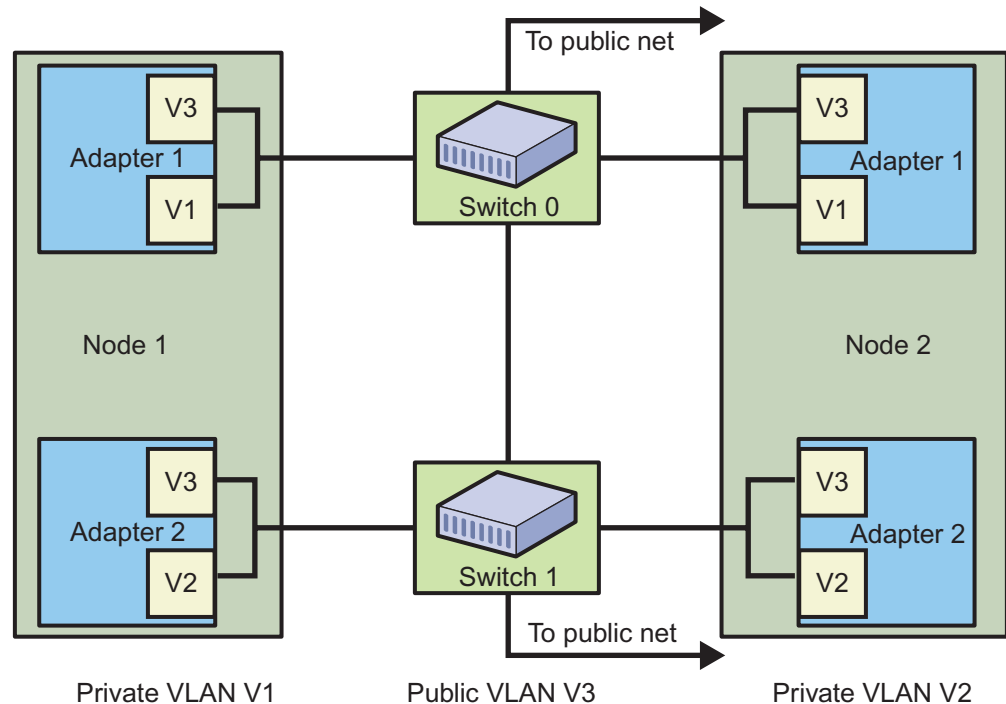 To public net
V3
Adapter 1
V1
Switch 0
V3
Adapter 1
V1
Node 1
Node 2
V3
Adapter 2
V2
Switch 1
V3
Adapter 2
V2
To public net
Private VLAN V1
Public VLAN V3
Private VLAN V2